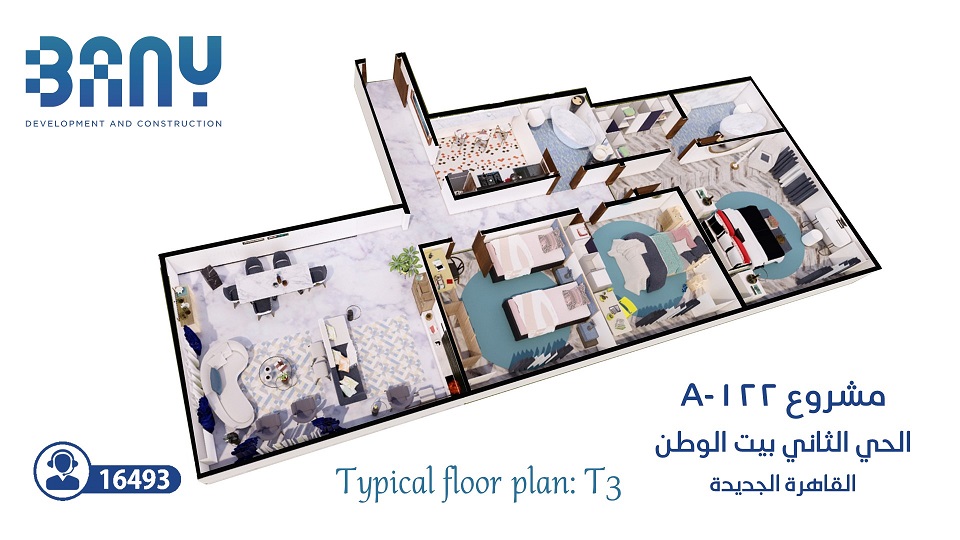 BANY
DEVELOPMENT AND CONSTRUCTION
مشروع A-١٢٢
الحي الثاني بيت الوطن
القاهرة الجديدة
16493
Typical floor plan: T3